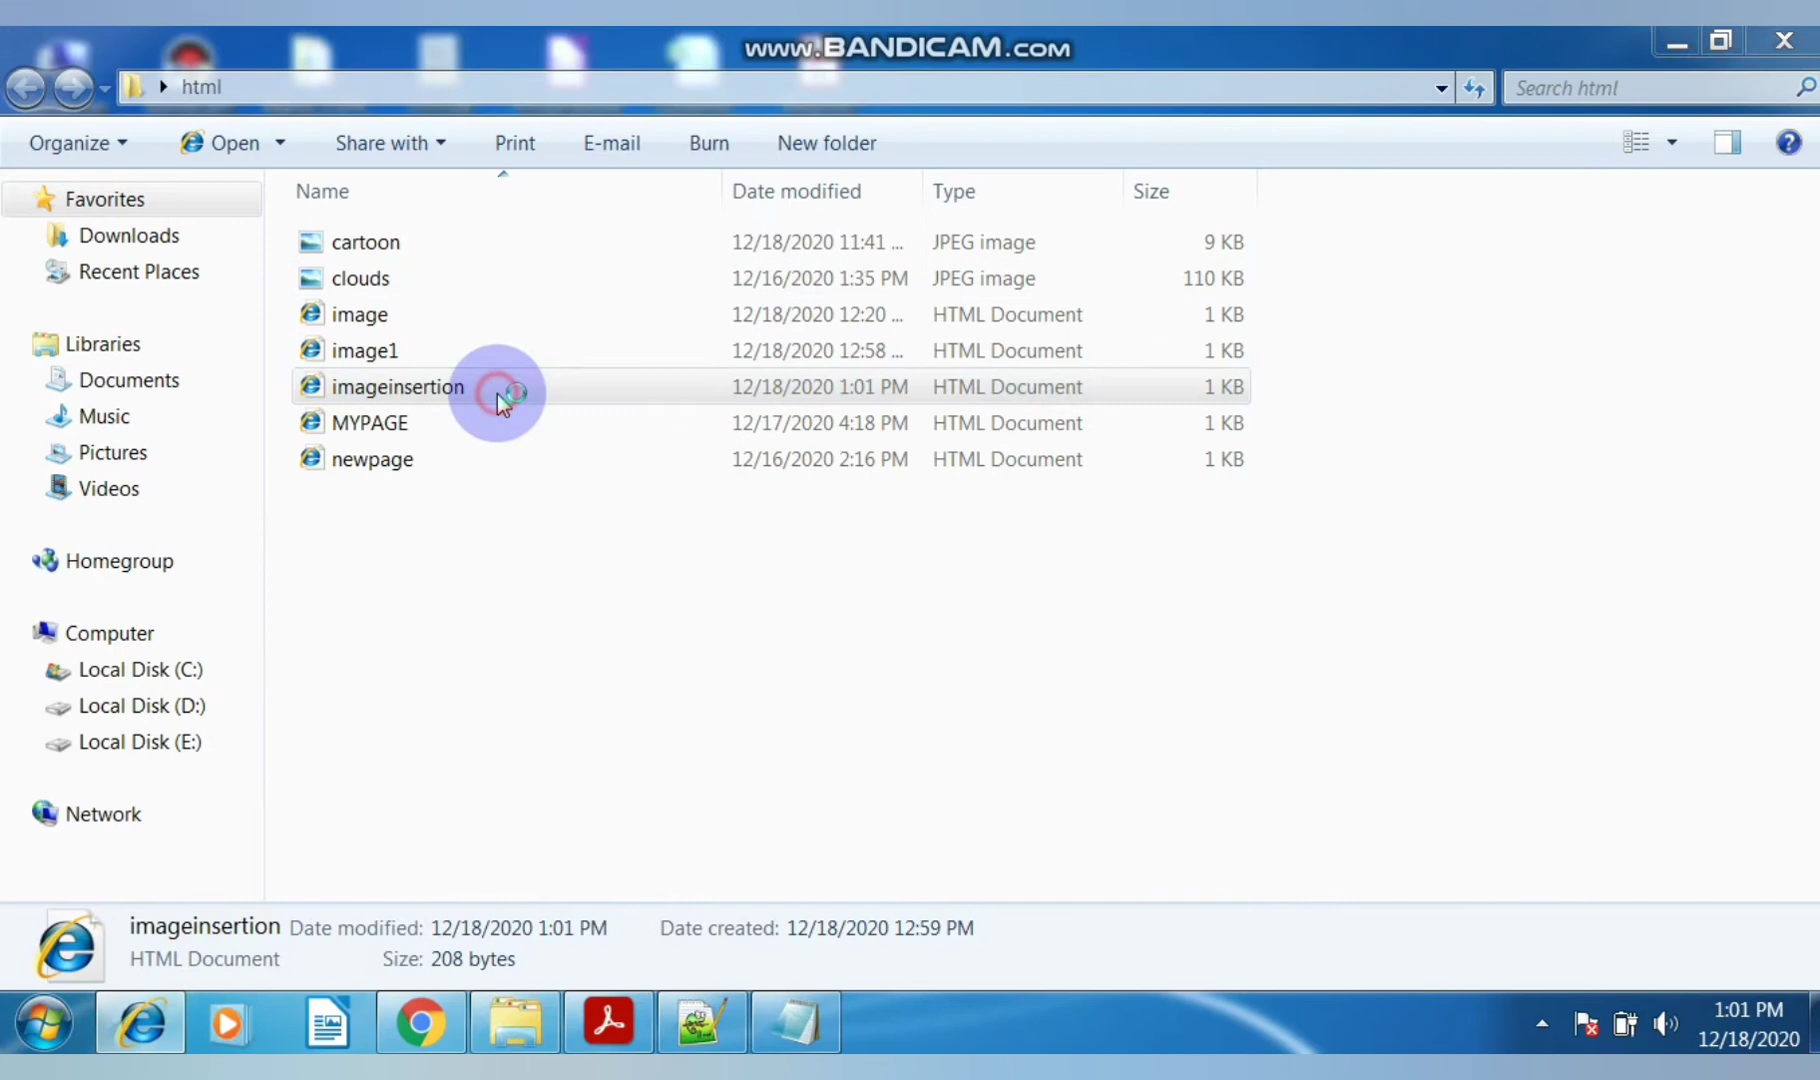 www.BANDICAM.com
html
Search html
Organize Open Share with Print E-mail Burn New folder
Name Date modified Type Size
Favorites
Downloads
Recent Places
Libraries
Documents
Music
Pictures
Videos
Homegroup
Computer
Local Disk (C:)
Local Disk (D:)
Local Disk (E:)
Network
cartoon 12/18/2020 11:41 ... JPEG image 9 KB
clouds 12/16/2020 1:35 PM JPEG image 110 KB
image 12/18/2020 12:20 ... HTML Document 1 KB
image1 12/18/2020 12:58 ... HTML Document 1 KB
imageinsertion 12/18/2020 1:01 PM HTML Document 1 KB
MYPAGE 12/17/2020 4:18 PM HTML Document 1 KB
newpage 12/16/2020 2:16 PM HTML Document 1 KB
imageinsertion Date modified: 12/18/2020 1:01 PM Date created: 12/18/2020 12:59 PM
HTML Document Size: 208 bytes
1:01 PM
12/18/2020